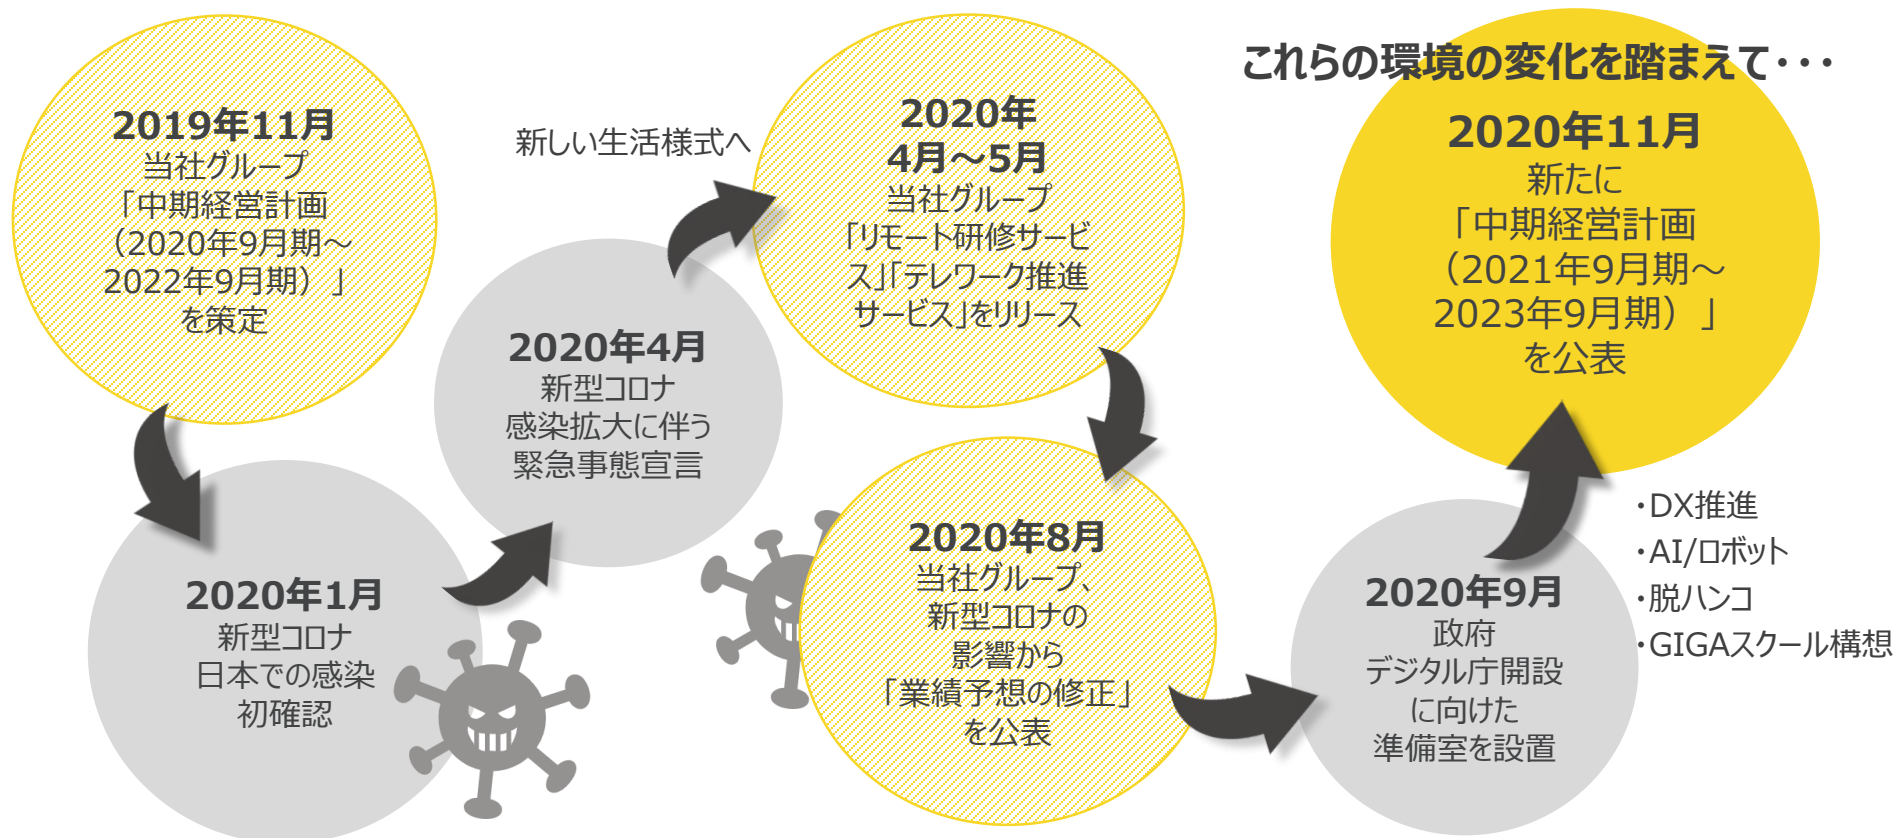 2019年11月
当社グループ
「中期経営計画
（2020年9月期～
2022年9月期）」
を策定
2020年1月
新型コロナ
日本での感染
初確認
2020年4月
新型コロナ
感染拡大に伴う
緊急事態宣言
新しい生活様式へ
2020年
4月～5月
当社グループ
「リモート研修サービ
ス」「テレワーク推進
サービス」をリリース
2020年8月
当社グループ、
新型コロナの
影響から
「業績予想の修正」
を公表
2020年9月
政府
デジタル庁開設
に向けた
準備室を設置
・DX推進
・AI/ロボット
・脱ハンコ
・GIGAスクール構想
これらの環境の変化を踏まえて・・・
2020年11月
新たに
「中期経営計画
（2021年9月期～
2023年9月期）」
を公表